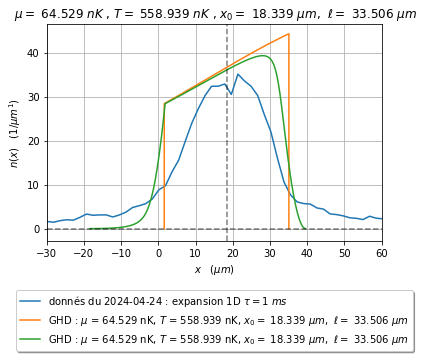 μ = 64.529 nK , T = 558.939 nK , x₀ = 18.339 μm, ℓ = 33.506 μm
n(x) (1/μm¹)
40
30
20
10
0
−30 −20 −10 0 10 20 30 40 50 60
x (μm)
donnés du 2024-04-24 : expansion 1D τ = 1 ms
GHD : μ = 64.529 nK, T = 558.939 nK, x₀ = 18.339 μm, ℓ = 33.506 μm
GHD : μ = 64.529 nK, T = 558.939 nK, x₀ = 18.339 μm, ℓ = 33.506 μm